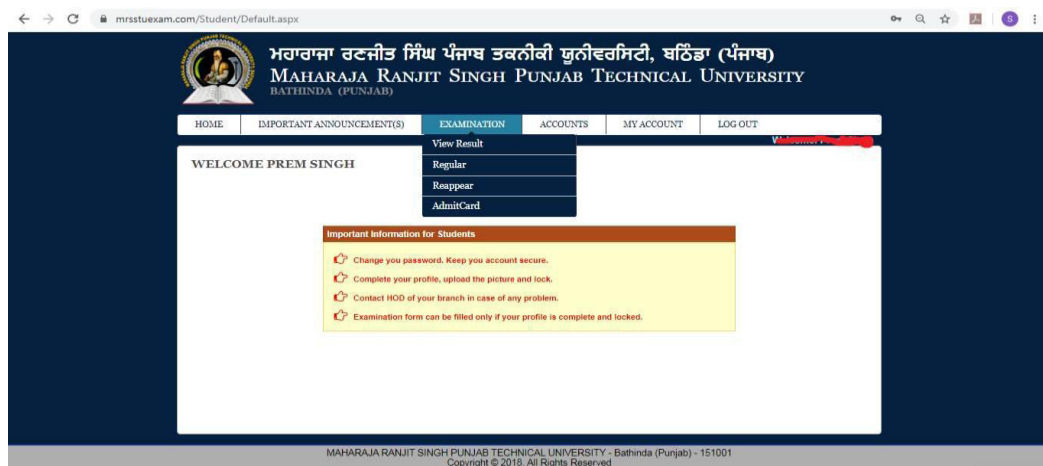 mrsstuexam.com/Student/Default.aspx
ਮਹਾਰਾਜਾ ਰਣਜੀਤ ਸਿੰਘ ਪੰਜਾਬ ਤਕਨੀਕੀ ਯੂਨੀਵਰਸਿਟੀ, ਬਠਿੰਡਾ (ਪੰਜਾਬ)
MAHARAJA RANJIT SINGH PUNJAB TECHNICAL UNIVERSITY
BATHINDA (PUNJAB)
HOME IMPORTANT ANNOUNCEMENT(S) EXAMINATION ACCOUNTS MY ACCOUNT LOG OUT
View Result
WELCOME PREM SINGH
Regular
Reappear
AdmitCard
Important Information for Students
Change you password. Keep you account secure.
Complete your profile, upload the picture and lock.
Contact HOD of your branch in case of any problem.
Examination form can be filled only if your profile is complete and locked.
MAHARAJA RANJIT SINGH PUNJAB TECHNICAL UNIVERSITY - Bathinda (Punjab) - 151001
Copyright © 2018. All Rights Reserved